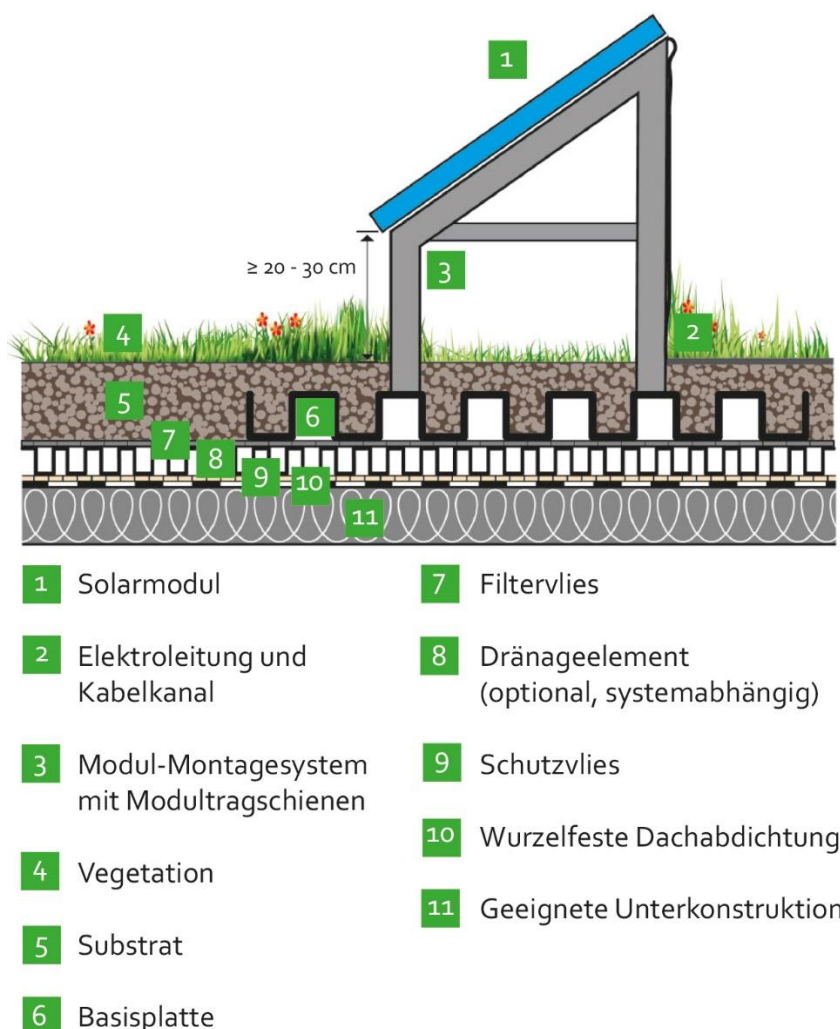 1
≥ 20 - 30 cm
3
4
2
5
6
7
8
9
10
11
1 Solarmodul
2 Elektroleitung und
Kabelkanal
3 Modul-Montagesystem
mit Modultragschienen
4 Vegetation
5 Substrat
6 Basisplatte
7 Filtervlies
8 Dränageelement
(optional, systemabhängig)
9 Schutzvlies
10 Wurzelfeste Dachabdichtung
11 Geeignete Unterkonstruktion